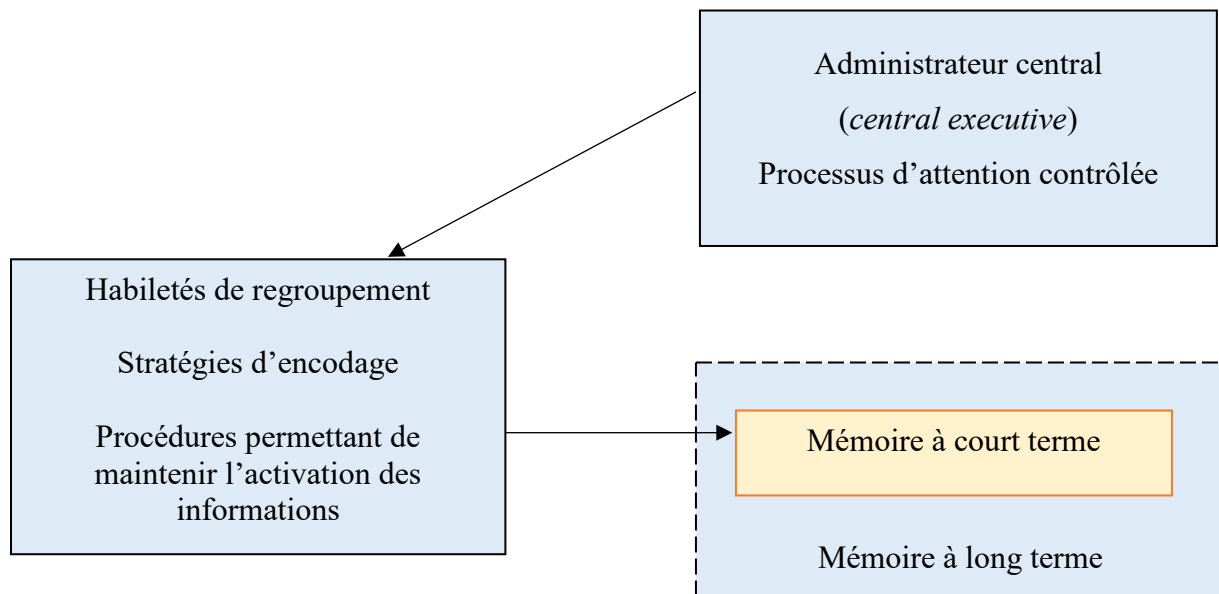 Administrateur central
(central executive)
Processus d’attention contrôlée
Habiletés de regroupement
Stratégies d’encodage
Procédures permettant de
maintenir l’activation des
informations
Mémoire à court terme
Mémoire à long terme